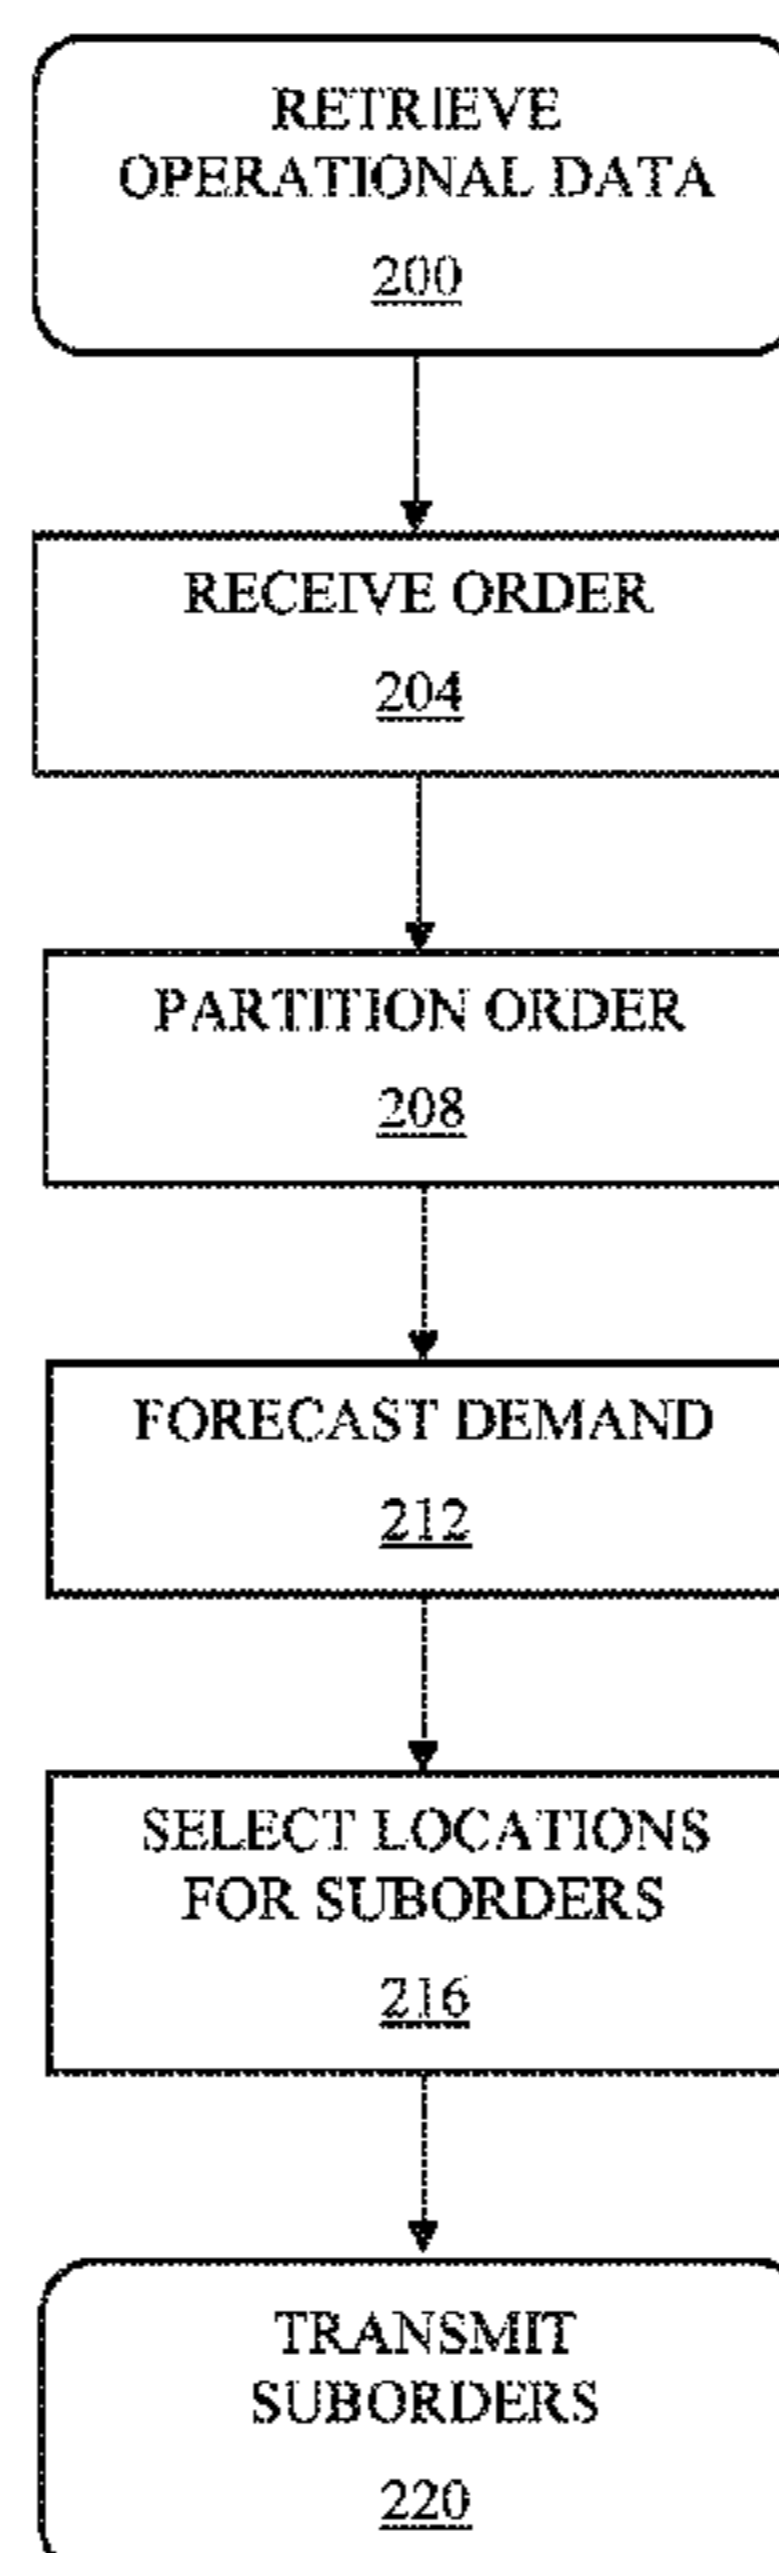 RETRIEVE
OPERATIONAL DATA
200
RECEIVE ORDER
204
PARTITION ORDER
208
FORECAST DEMAND
212
SELECT LOCATIONS
FOR SUBORDERS
216
TRANSMIT
SUBORDERS
220